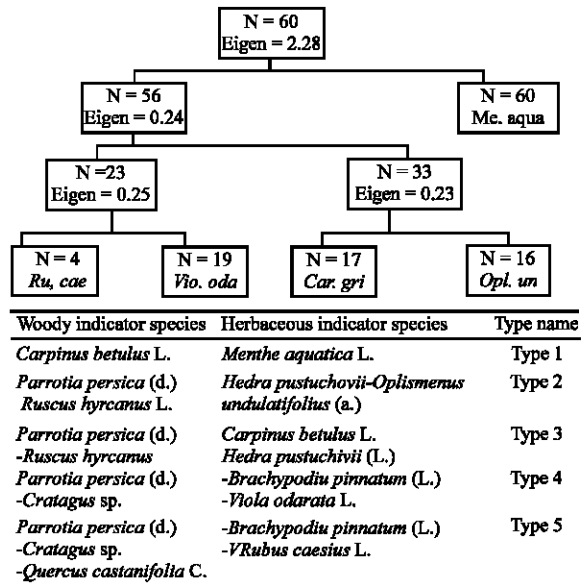 N = 60
Eigen = 2.28
N = 56
Eigen = 0.24
N = 60
Me. aqua
N =23
Eigen = 0.25
N = 33
Eigen = 0.23
N = 4
Ru, cae
N = 19
Vio. oda
N = 17
Car. gri
N = 16
Opl. un
Woody indicator species Herbaceous indicator species Type name
Carpinus betulus L. Menthe aquatica L. Type 1
Parrotia persica (d.) Hedra pustuchovii-Oplismenus Type 2
Ruscus hyrcanus L. undulatifolius (a.)
Parrotia persica (d.) Carpinus betulus L. Type 3
-Ruscus hyrcanus Hedra pustuchivii (L.)
Parrotia persica (d.) -Brachypodiu pinnatum (L.) Type 4
-Cratagus sp. -Viola odarata L.
Parrotia persica (d.) -Brachypodiu pinnatum (L.) Type 5
-Cratagus sp. -VRubus caesius L.
-Quercus castanifolia C.